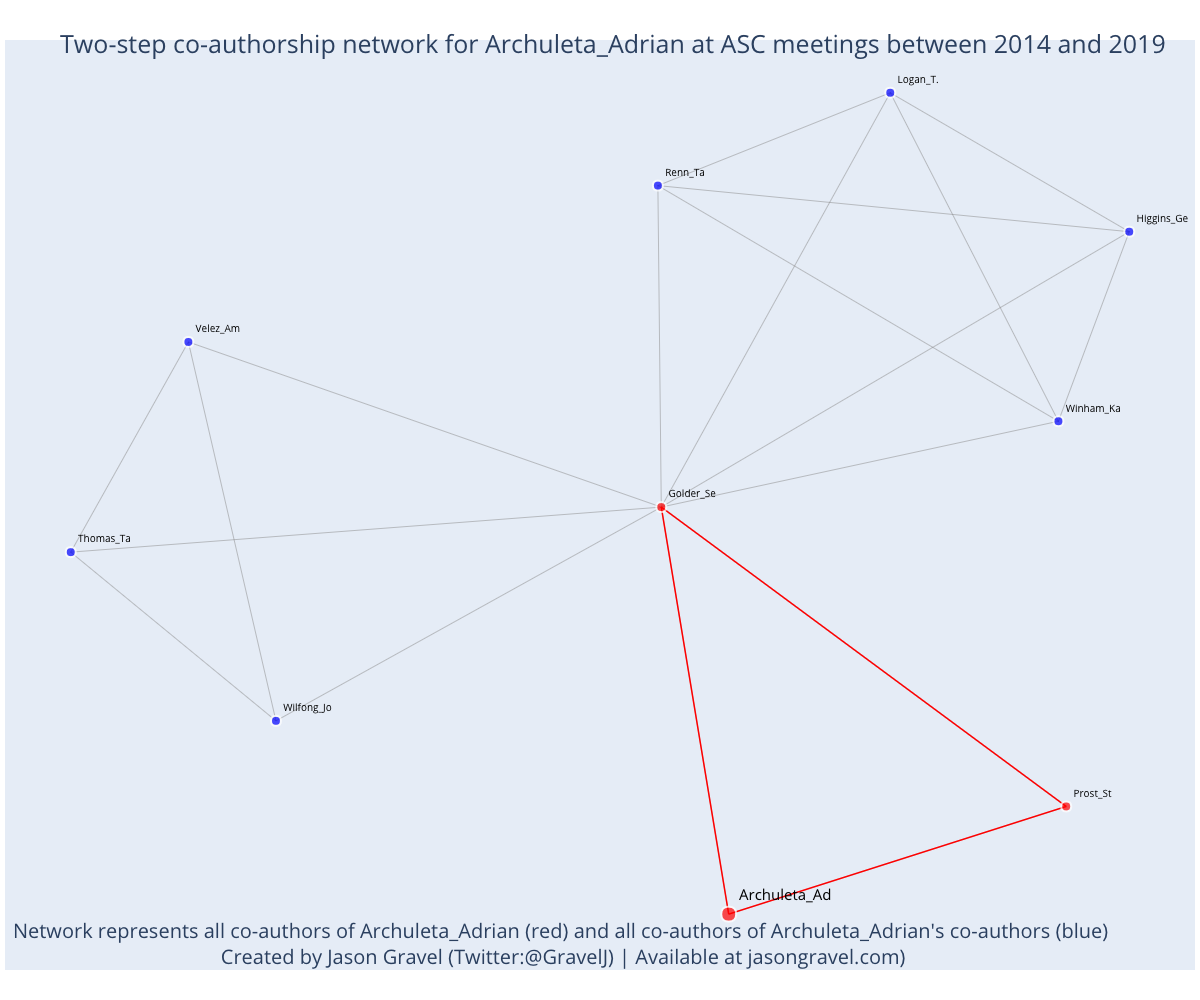 Two-step co-authorship network for Archuleta_Adrian at ASC meetings between 2014 and 2019
Logan_T.
Renn_Ta
Higgins_Ge
Velez_Am
Winham_Ka
Golder_Se
Thomas_Ta
Wilfong_Jo
Prost_St
Archuleta_Ad
Network represents all co-authors of Archuleta_Adrian (red) and all co-authors of Archuleta_Adrian's co-authors (blue)
Created by Jason Gravel (Twitter:@GravelJ) | Available at jasongravel.com)